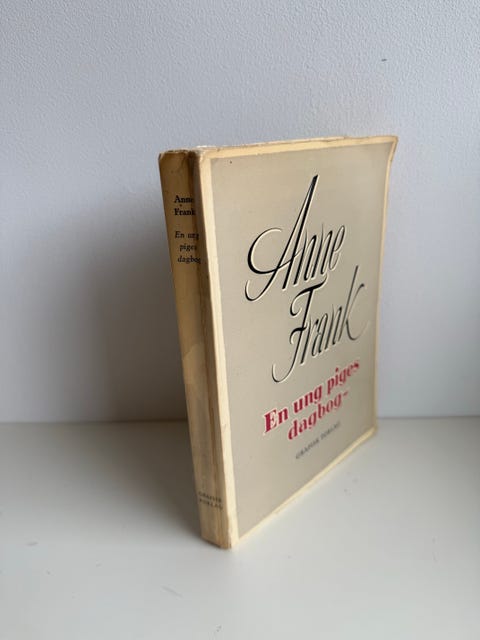 Anne
Frank
En ung
piges
dagbog
GRAFISK
FORLAG
Anne
Frank
En ung piges
dagbog-
GRAFISK FORLAG